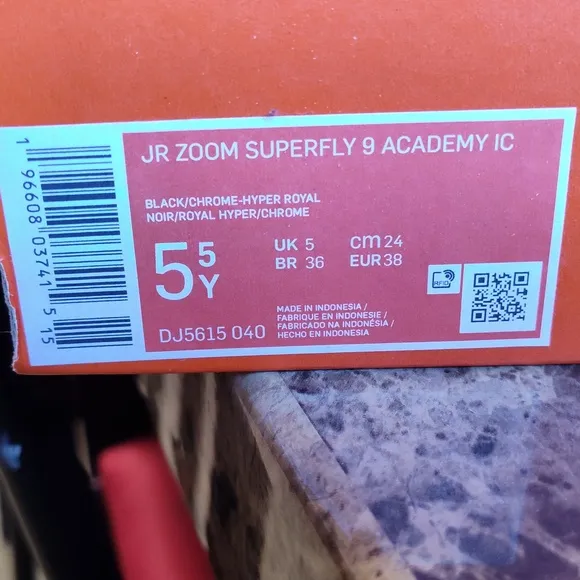 JR ZOOM SUPERFLY 9 ACADEMY IC
BLACK/CHROME-HYPER ROYAL
NOIR/ROYAL HYPER/CHROME
5 5 Y
UK 5 cm 24
BR 36 EUR 38
DJ5615 040
MADE IN INDONESIA /
FABRIQUE EN INDONESIE /
FABRICADO NA INDONÉSIA /
HECHO EN INDONESIA
RFID
1 96608 03741 5 15